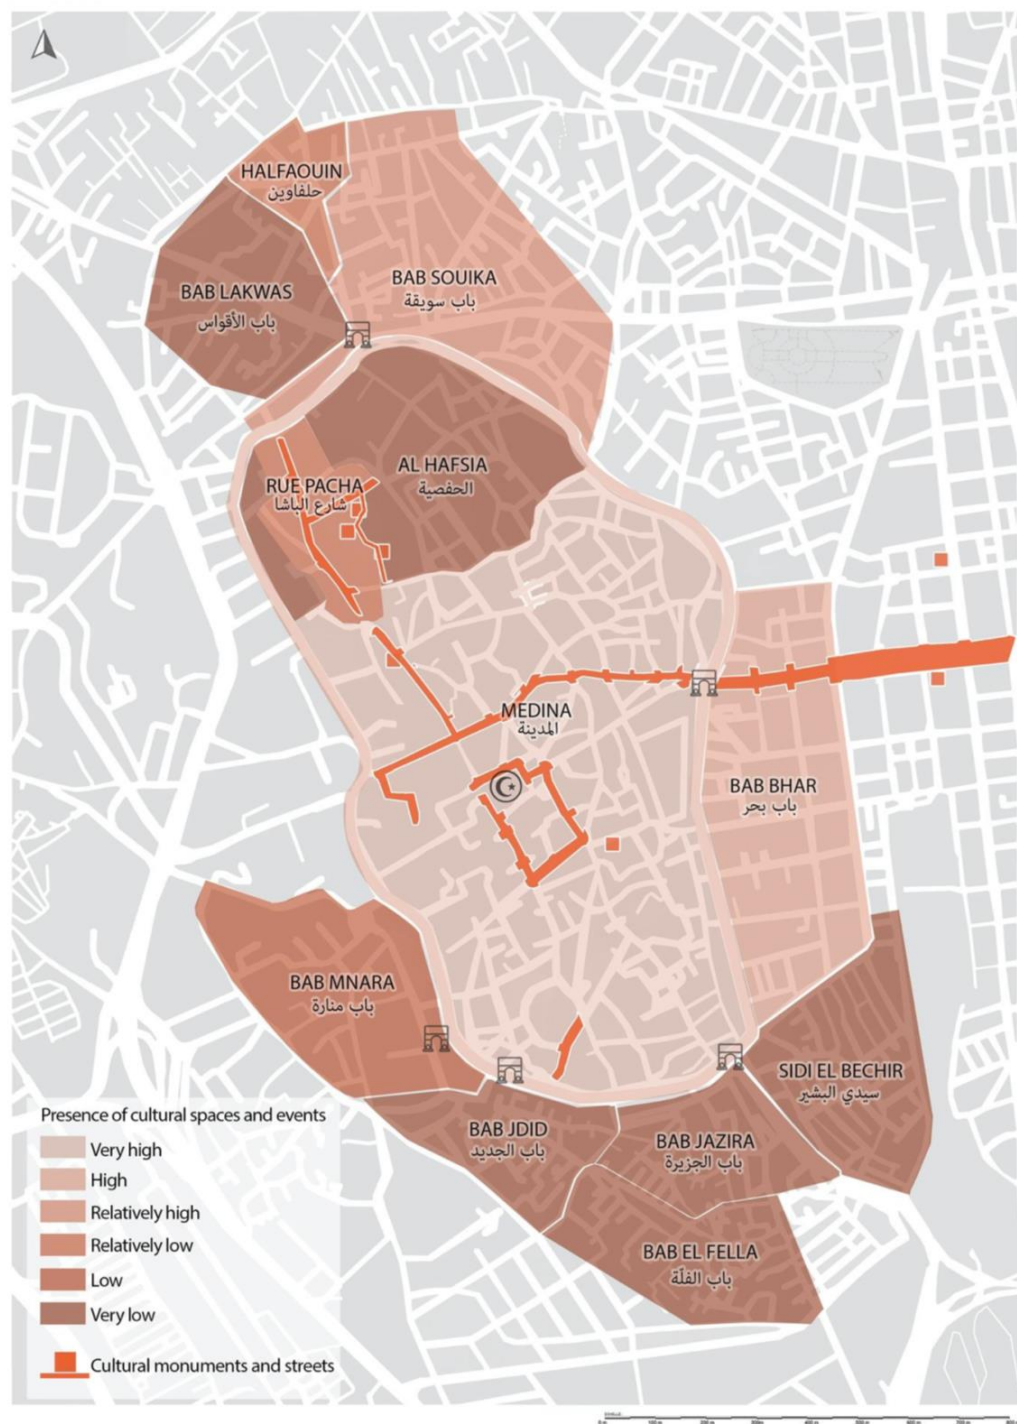 HALFAOUIN
حلفاوين
BAB SOUIKA
باب سويقة
BAB LAKWAS
باب الأقواس
AL HAFSIA
الحفصية
RUE PACHA
شارع الباشا
MEDINA
المدينة
BAB BHAR
باب بحر
BAB MNARA
باب منارة
SIDI EL BECHIR
سيدي البشير
BAB JDID
باب الجديد
BAB JAZIRA
باب الجزيرة
BAB EL FELLA
باب الفلّة
Presence of cultural spaces and events
Very high
High
Relatively high
Relatively low
Low
Very low
Cultural monuments and streets